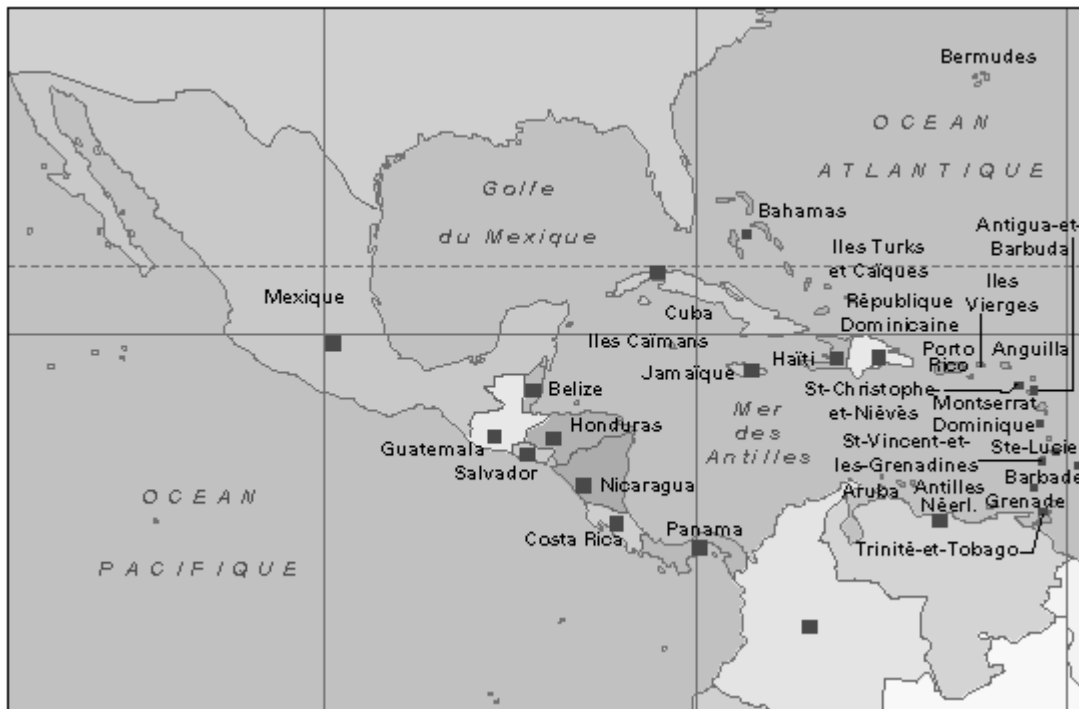 Bermudes
OCEAN
ATLANTIQUE
Golfe
du Mexique
Bahamas
Antigua-et-
Barbuda
Iles Turks
et Caïques
Iles
Vierges
Mexique
Cuba
République
Dominicaine
Iles Caïmans
Haïti
Porto
Rico
Anguilla
Jamaïque
Belize
St-Christophe
et-Niévès
Montserrat
Mer
des
Antilles
Dominique
Honduras
Guatemala
Salvador
St-Vincent-et-
les-Grenadines
Ste-Lucie
Barbade
Nicaragua
Aruba
Antilles
Néerl.
Grenade
OCEAN
PACIFIQUE
Costa Rica
Panama
Trinité-et-Tobago